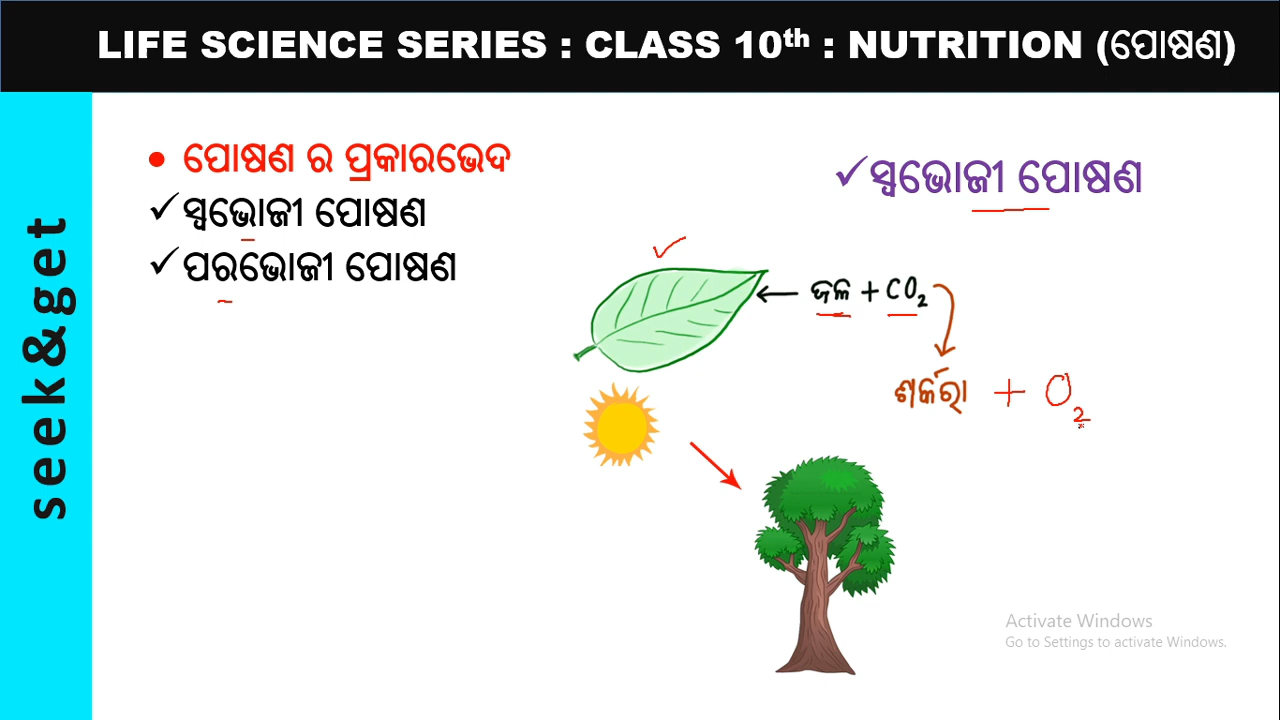 LIFE SCIENCE SERIES : CLASS 10th : NUTRITION (ପୋଷଣ)
seek&get
• ପୋଷଣ ର ପ୍ରକାରଭେଦ
✓ ସ୍ୱଭୋଜୀ ପୋଷଣ
✓ ପରଭୋଜୀ ପୋଷଣ
✓ ସ୍ୱଭୋଜୀ ପୋଷଣ
← ଜଳ + CO₂
ଶର୍କରା + O₂
Activate Windows
Go to Settings to activate Windows.